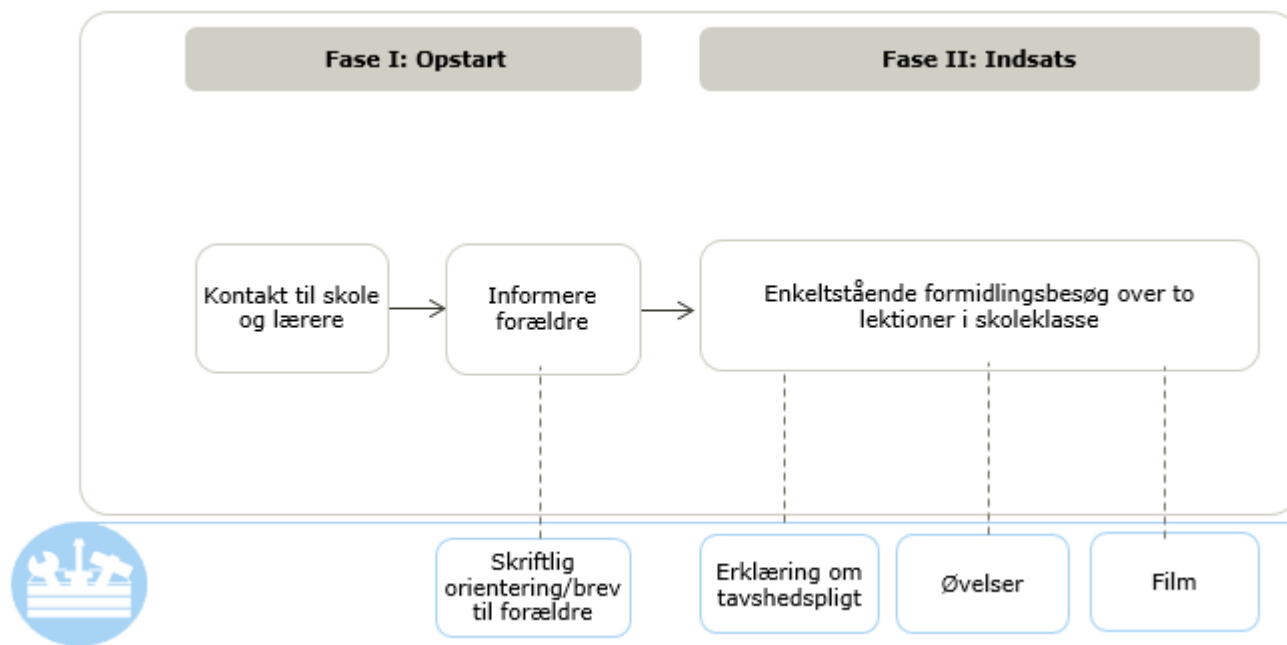 Fase I: Opstart
Fase II: Indsats
Kontakt til skole
og lærere
Informere
forældre
Enkeltstående formidlingsbesøg over to
lektioner i skoleklasse
Skriftlig
orientering/brev
til forældre
Erklæring om
tavshedspligt
Øvelser
Film